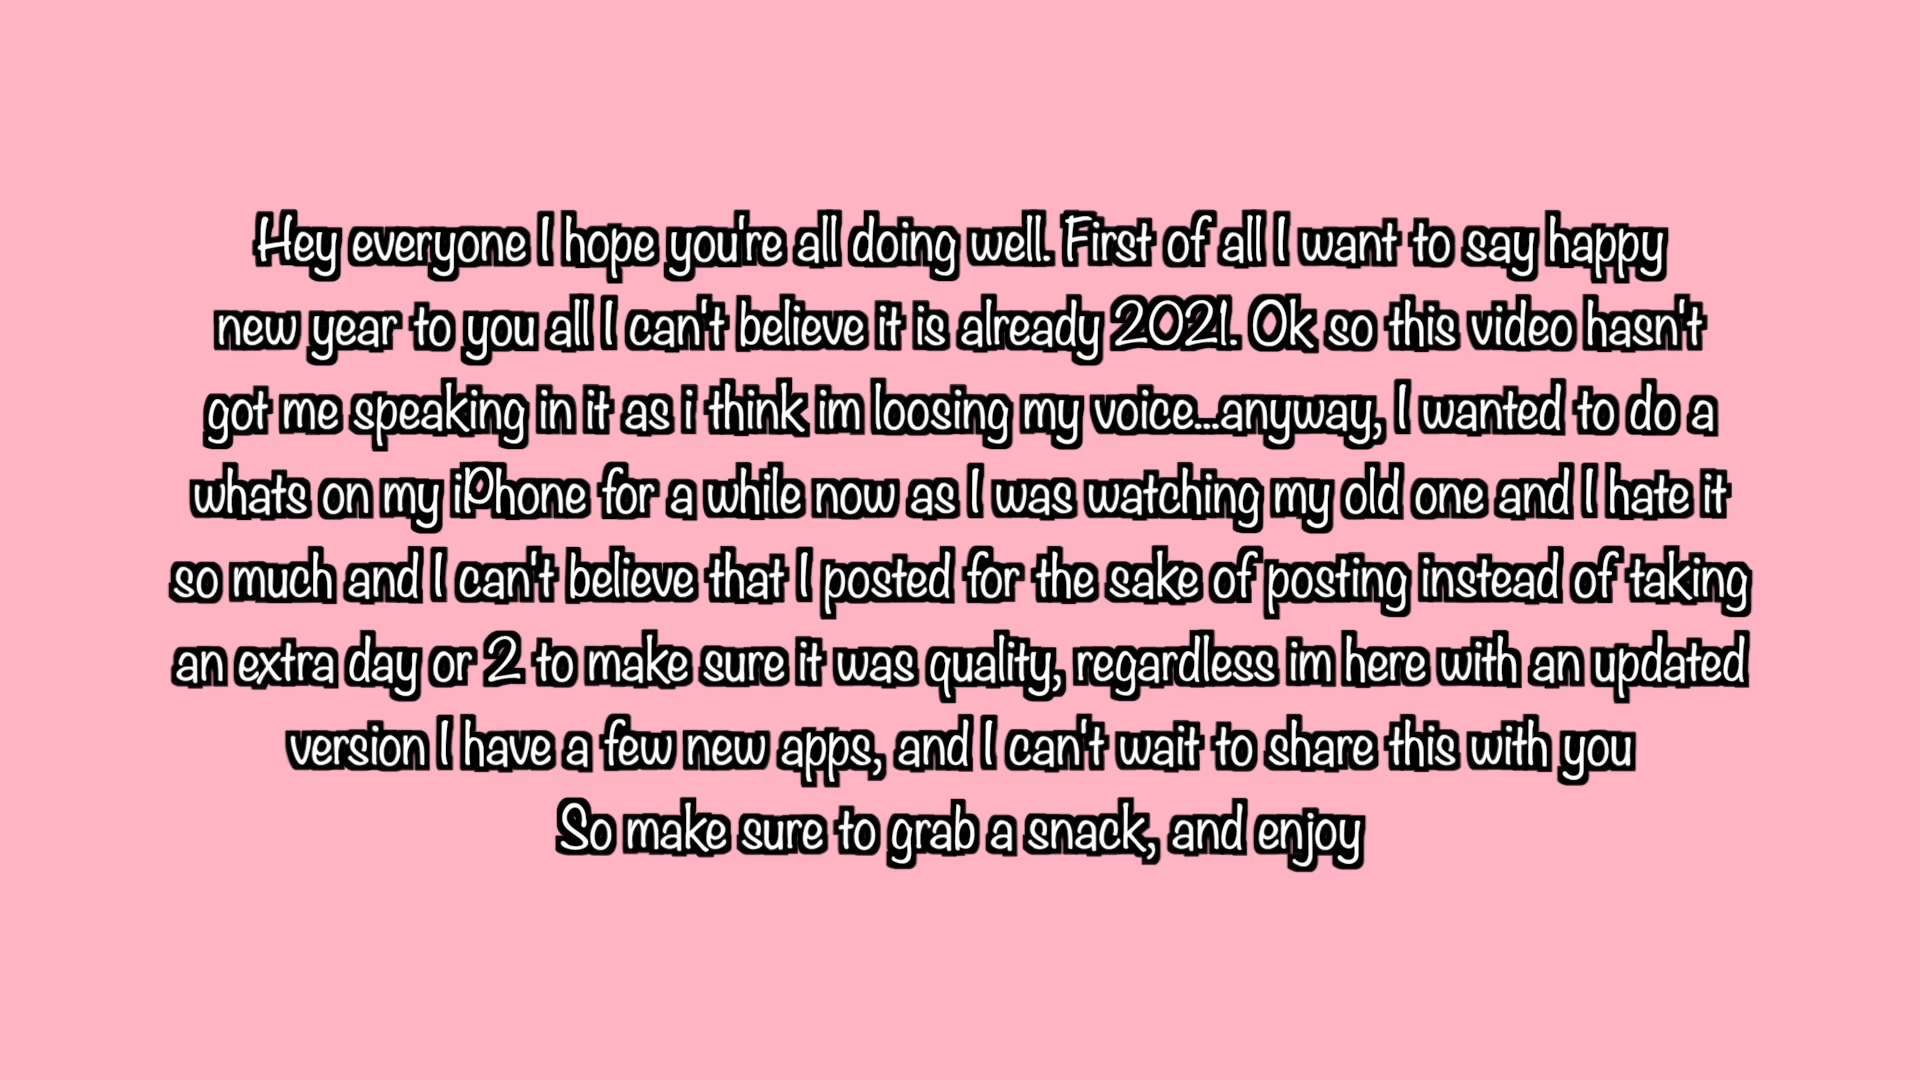 Hey everyone I hope you're all doing well. First of all I want to say happy
new year to you all I can't believe it is already 2021. Ok so this video hasn't
got me speaking in it as i think im loosing my voice...anyway, I wanted to do a
whats on my iPhone for a while now as I was watching my old one and I hate it
so much and I can't believe that I posted for the sake of posting instead of taking
an extra day or 2 to make sure it was quality, regardless im here with an updated
version I have a few new apps, and I can't wait to share this with you
So make sure to grab a snack, and enjoy